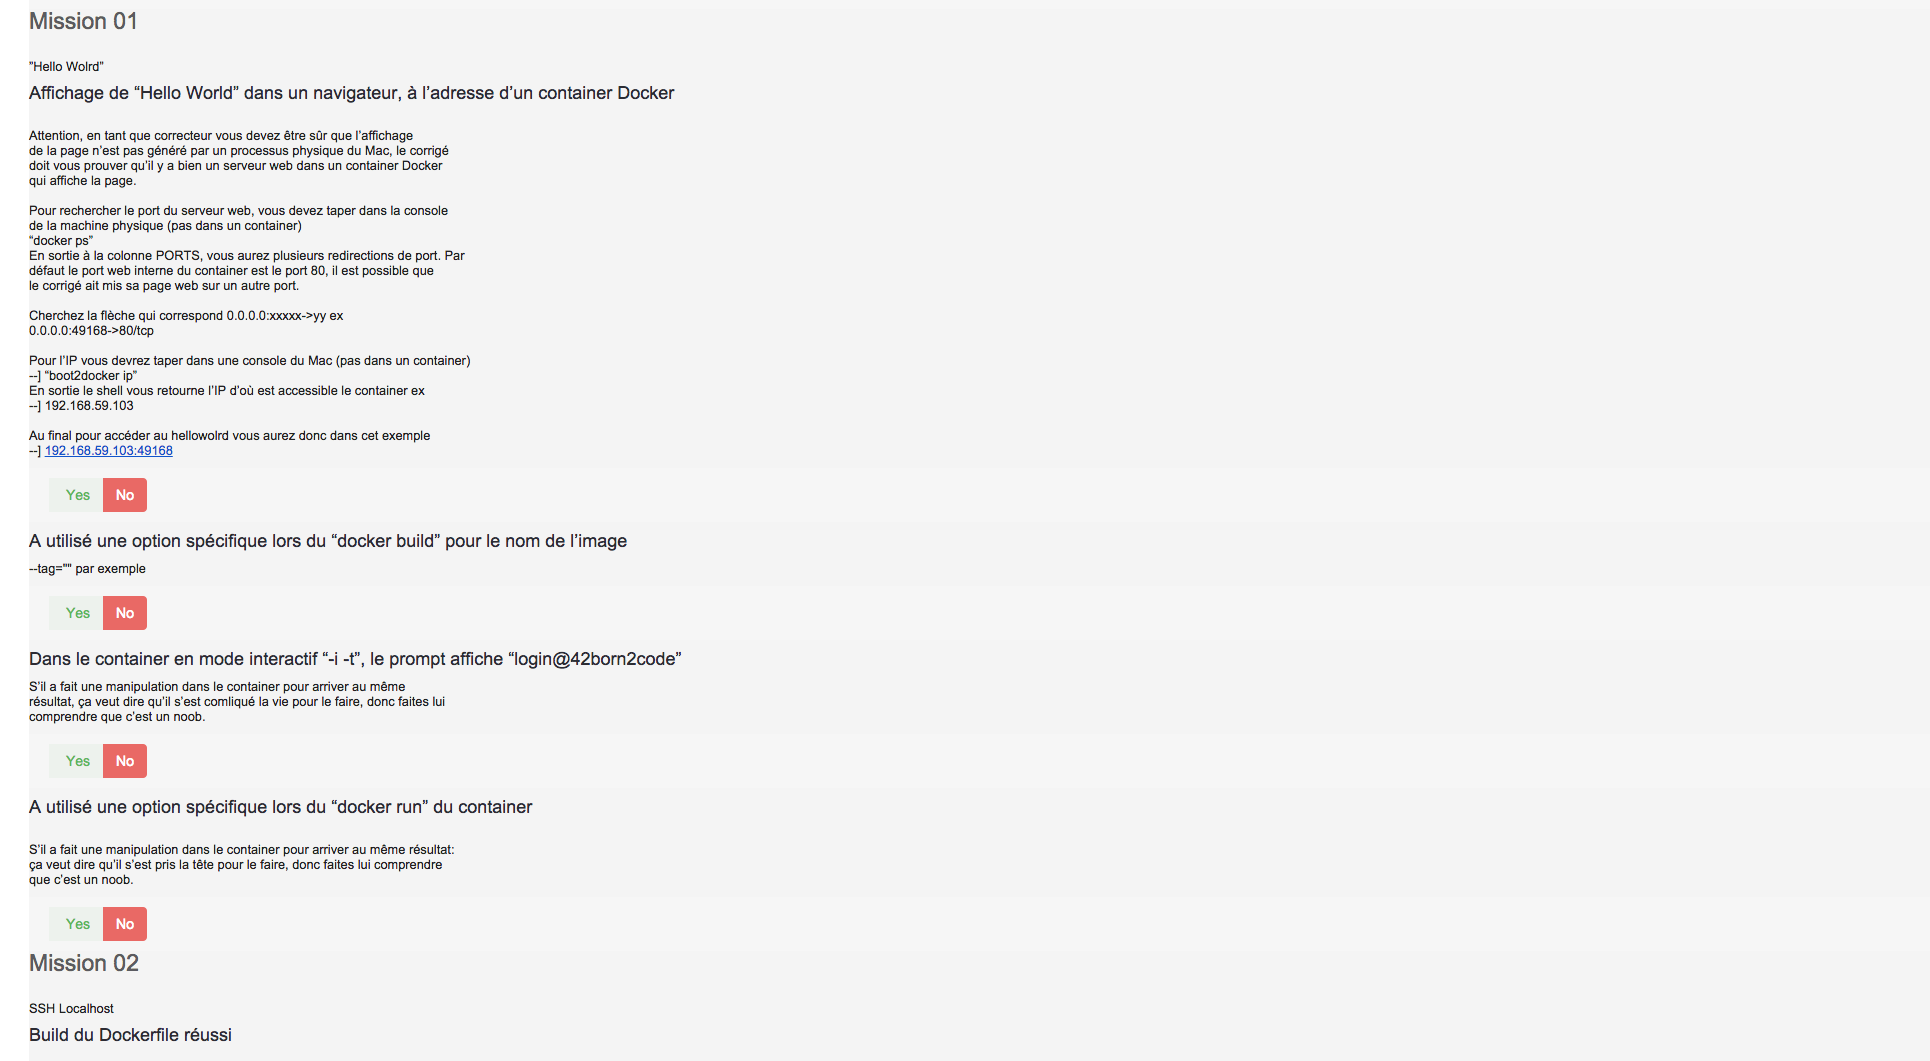 Mission 01
"Hello Wolrd”
Affichage de “Hello World” dans un navigateur, à l’adresse d’un container Docker
Attention, en tant que correcteur vous devez être sûr que l’affichage
de la page n’est pas généré par un processus physique du Mac, le corrigé
doit vous prouver qu’il y a bien un serveur web dans un container Docker
qui affiche la page.
Pour rechercher le port du serveur web, vous devez taper dans la console
de la machine physique (pas dans un container)
“docker ps”
En sortie à la colonne PORTS, vous aurez plusieurs redirections de port. Par
défaut le port web interne du container est le port 80, il est possible que
le corrigé ait mis sa page web sur un autre port.
Cherchez la flèche qui correspond 0.0.0.0:xxxxx->yy ex
0.0.0.0:49168->80/tcp
Pour l’IP vous devrez taper dans une console du Mac (pas dans un container)
--] “boot2docker ip”
En sortie le shell vous retourne l’IP d’où est accessible le container ex
--] 192.168.59.103
Au final pour accéder au hellowolrd vous aurez donc dans cet exemple
--] 192.168.59.103:49168
Yes No
A utilisé une option spécifique lors du “docker build” pour le nom de l’image
--tag="" par exemple
Yes No
Dans le container en mode interactif “-i -t”, le prompt affiche “login@42born2code”
S’il a fait une manipulation dans le container pour arriver au même
résultat, ça veut dire qu’il s’est comliqué la vie pour le faire, donc faites lui
comprendre que c’est un noob.
Yes No
A utilisé une option spécifique lors du “docker run” du container
S’il a fait une manipulation dans le container pour arriver au même résultat:
ça veut dire qu’il s’est pris la tête pour le faire, donc faites lui comprendre
que c’est un noob.
Yes No
Mission 02
SSH Localhost
Build du Dockerfile réussi